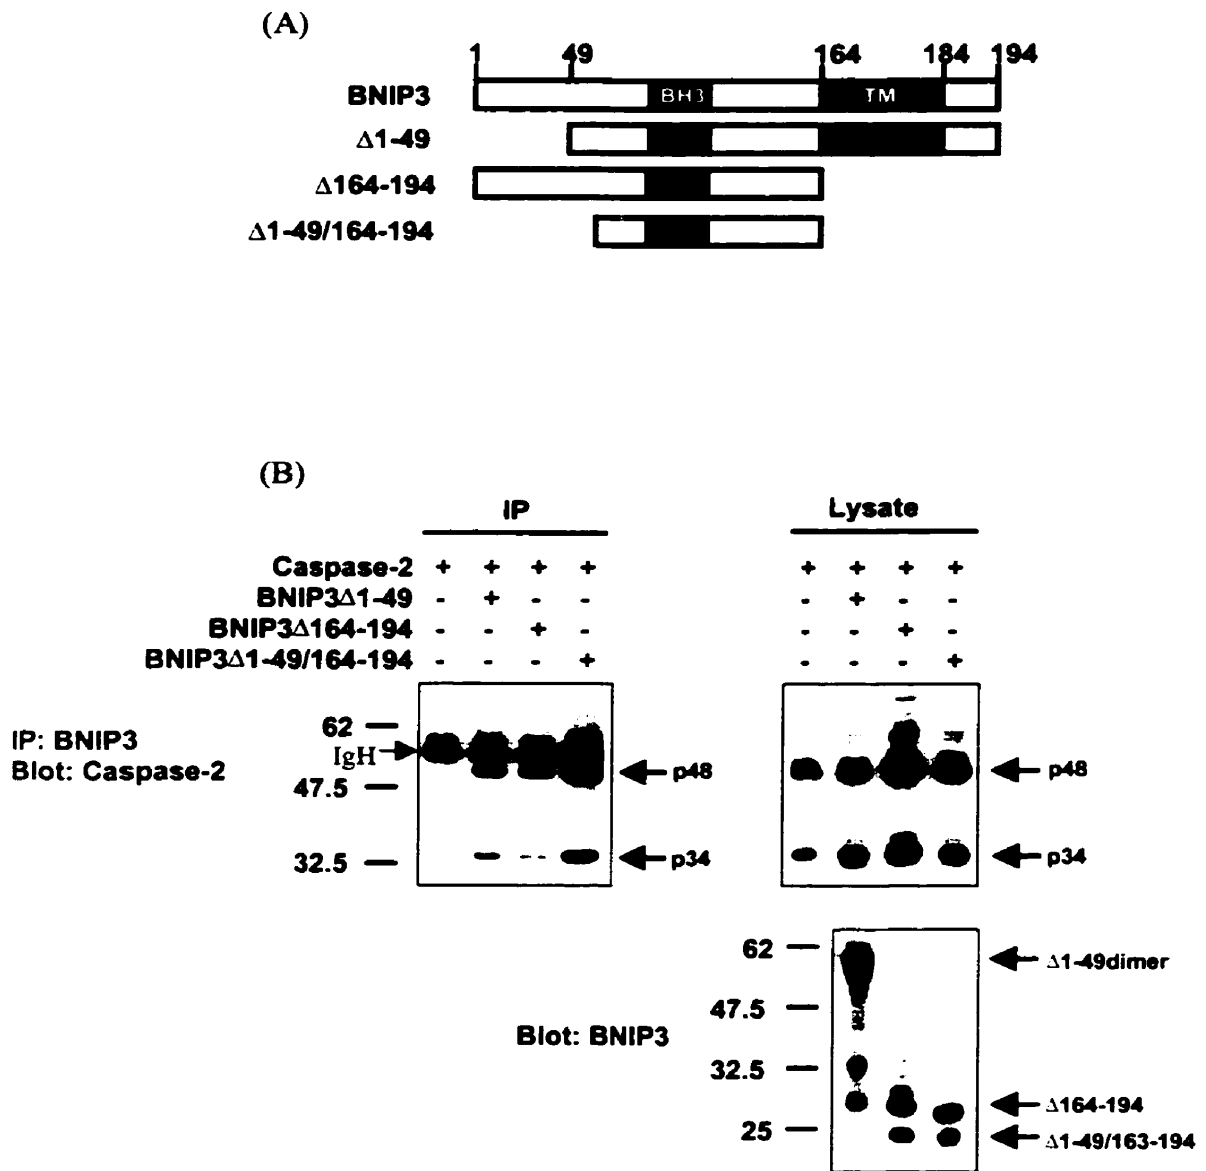 (A)
1 49 164 184 194
BNIP3 BH3 TM
Δ1-49
Δ164-194
Δ1-49/164-194
(B)
IP Lysate
Caspase-2 + + + + + + + +
BNIP3Δ1-49 - + - - - + - -
BNIP3Δ164-194 - - + - - - + -
BNIP3Δ1-49/164-194 - - - + - - - +
62
IP: BNIP3
IgH
Blot: Caspase-2
p48 p48
47.5
32.5 p34 p34
62 Δ1-49dimer
47.5
Blot: BNIP3
32.5
Δ164-194
25 Δ1-49/163-194